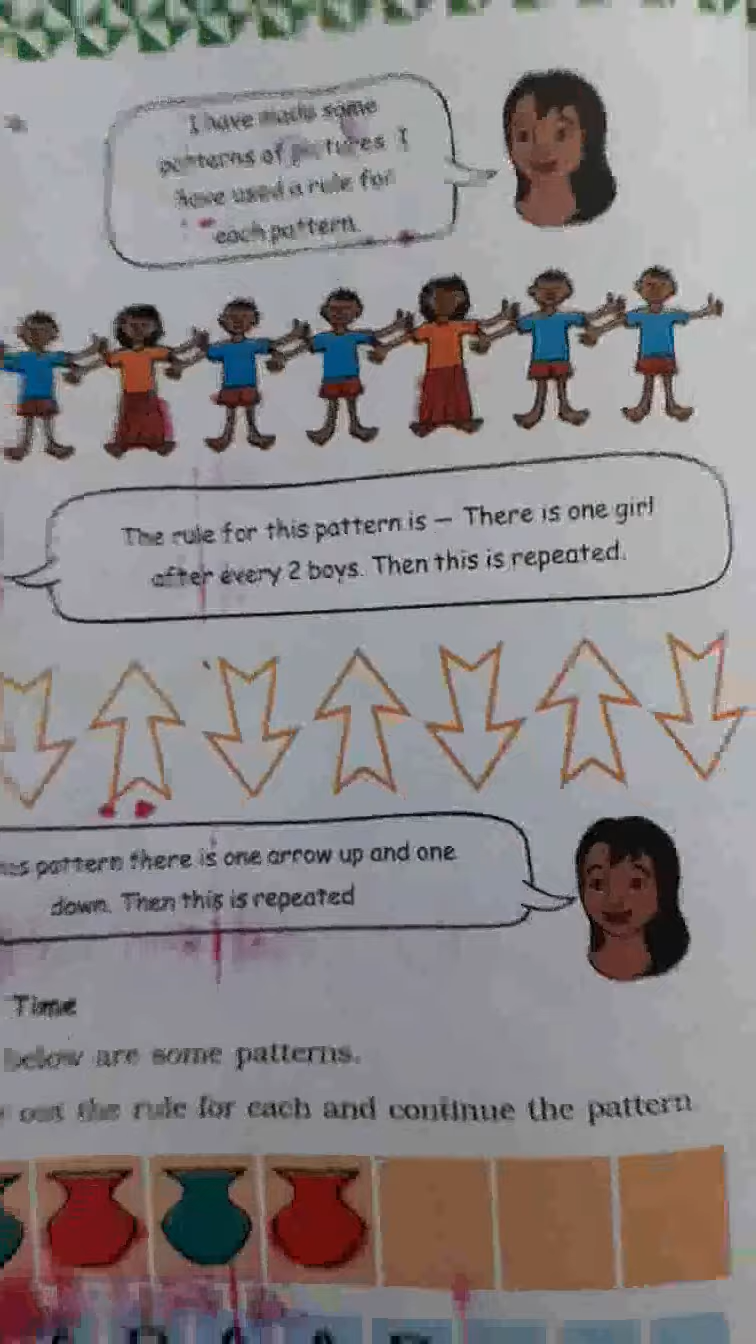 I have made some
patterns of pictures I
have used a rule for
each pattern.
The rule for this pattern is – There is one girl
after every 2 boys. Then this is repeated.
pattern there is one arrow up and one
down. Then this is repeated
Time
below are some patterns.
out the rule for each and continue the pattern